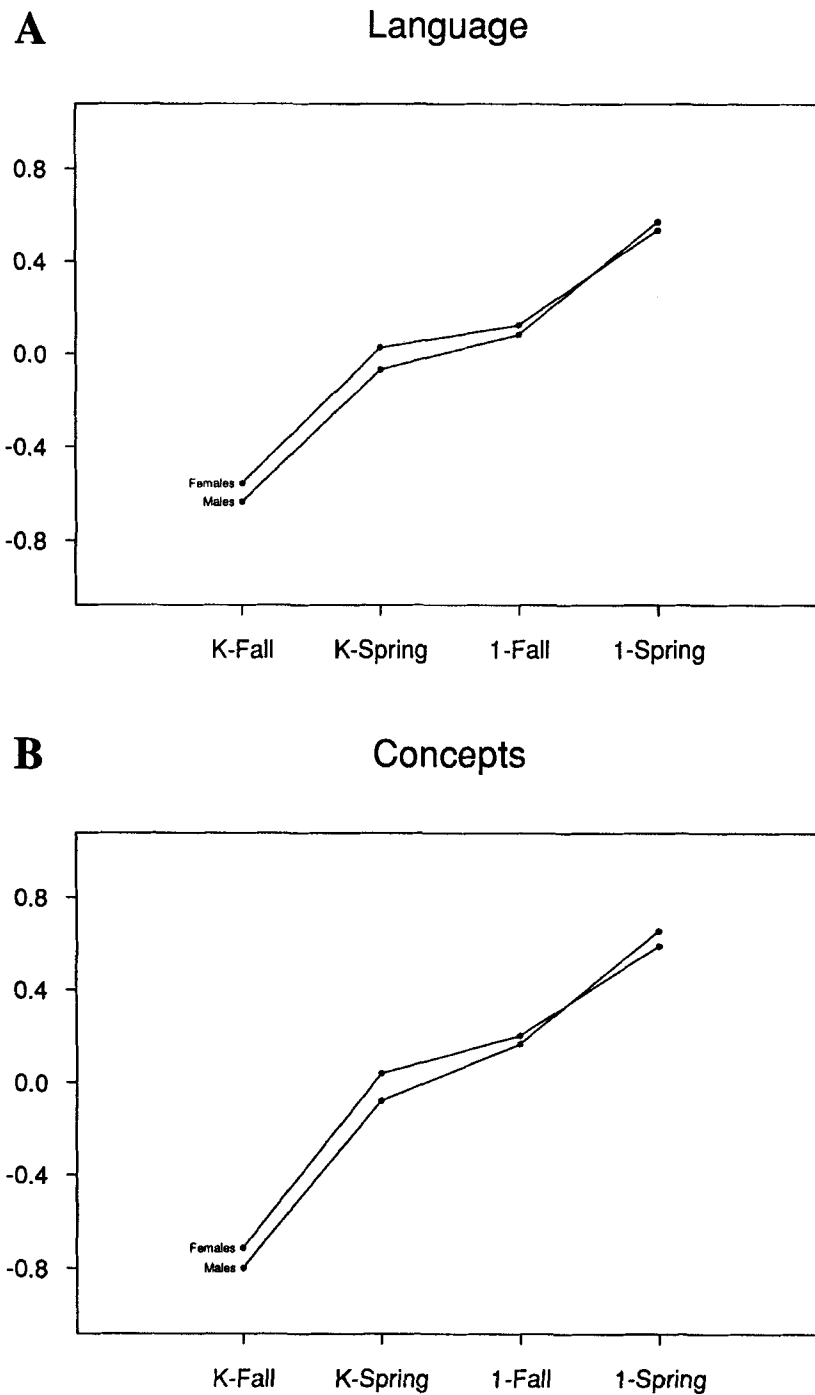 A
Language
0.8
0.4
0.0
-0.4
-0.8
Females
Males
K-Fall K-Spring 1-Fall 1-Spring
B
Concepts
0.8
0.4
0.0
-0.4
-0.8
Females
Males
K-Fall K-Spring 1-Fall 1-Spring